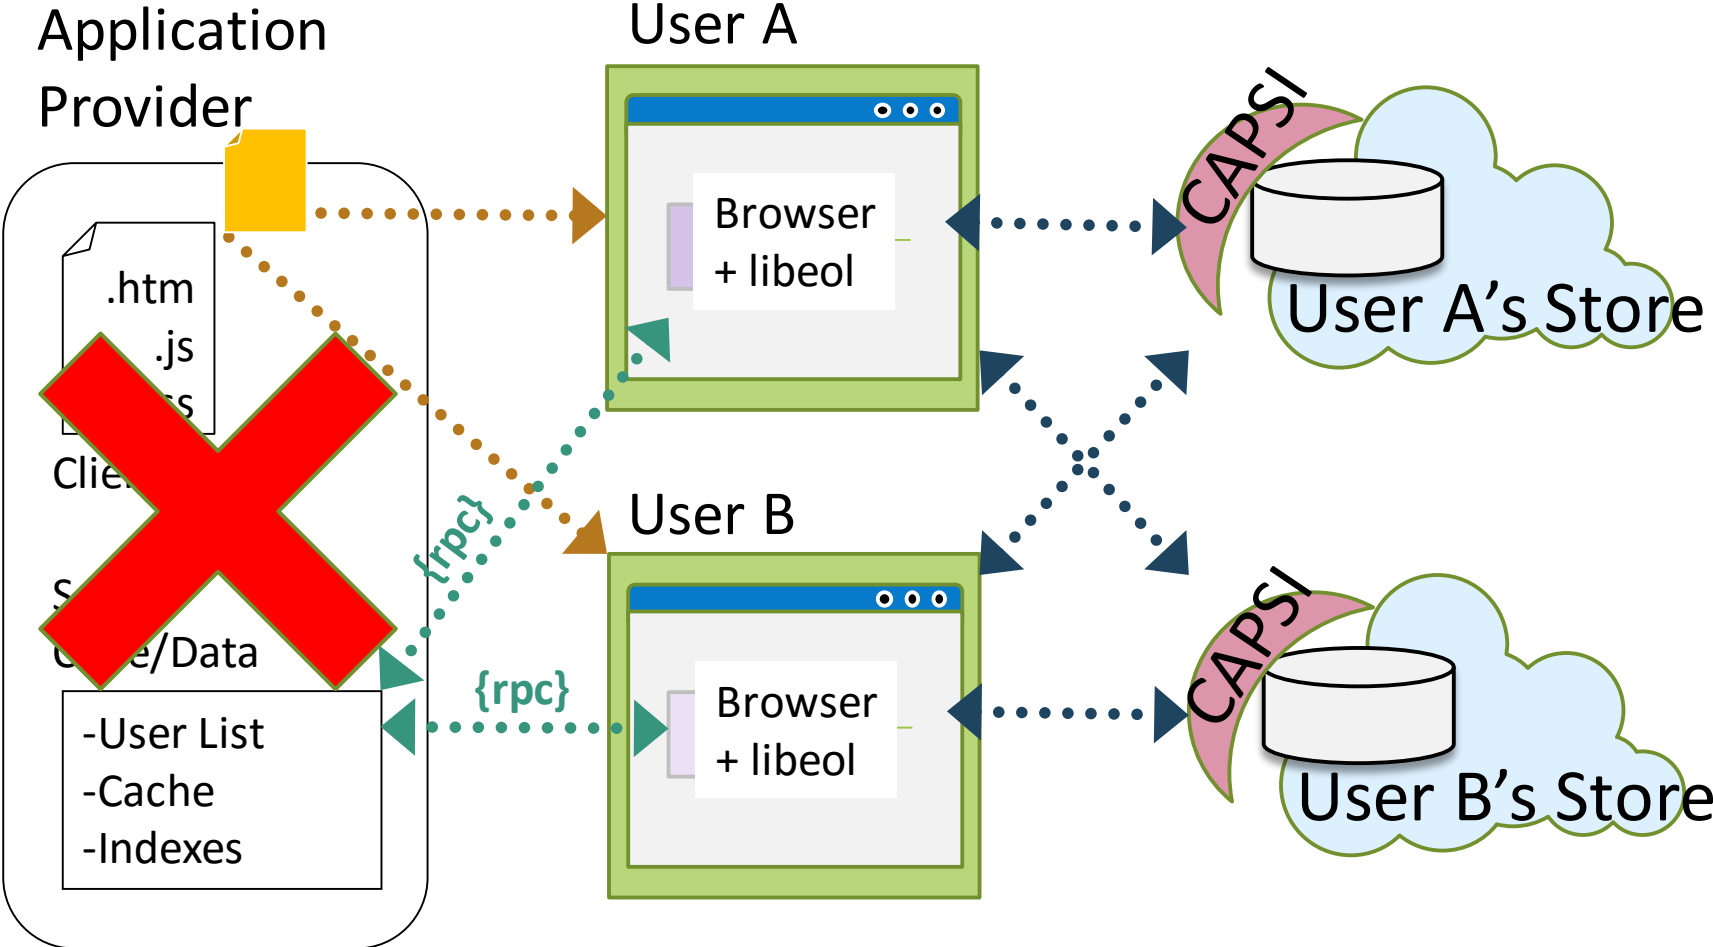 Application
Provider
.htm
.js
/Data
-User List
-Cache
-Indexes
{rpc}
{rpc}
User A
Browser
+ libeol
User B
Browser
+ libeol
CAPSI
User A’s Store
CAPSI
User B’s Store